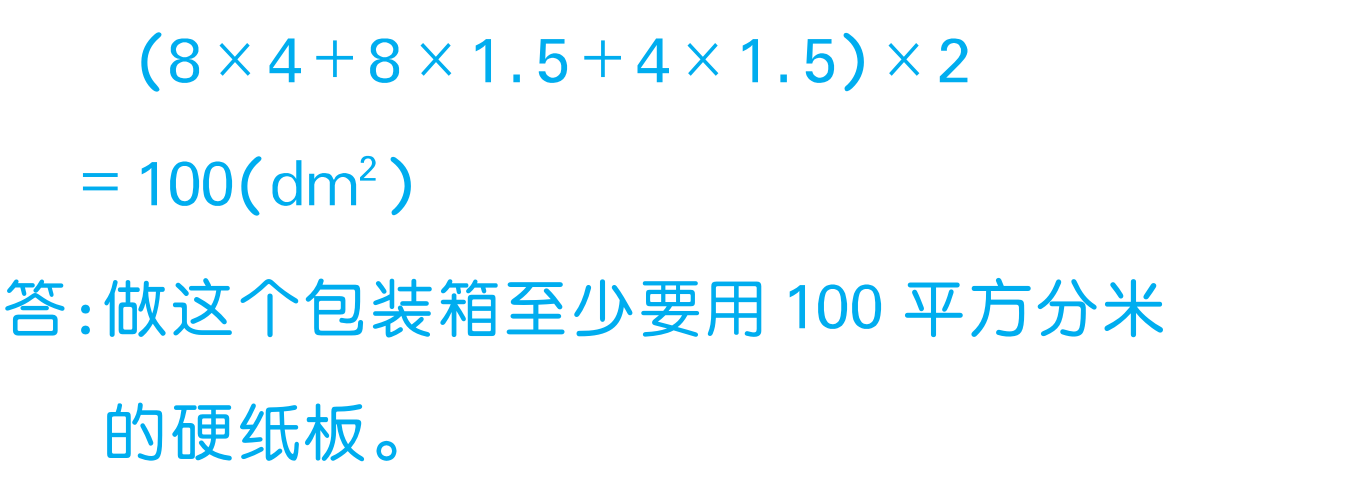 (8×4+8×1.5+4×1.5)×2
=100(dm²)
答:做这个包装箱至少要用 100 平方分米
的硬纸板。